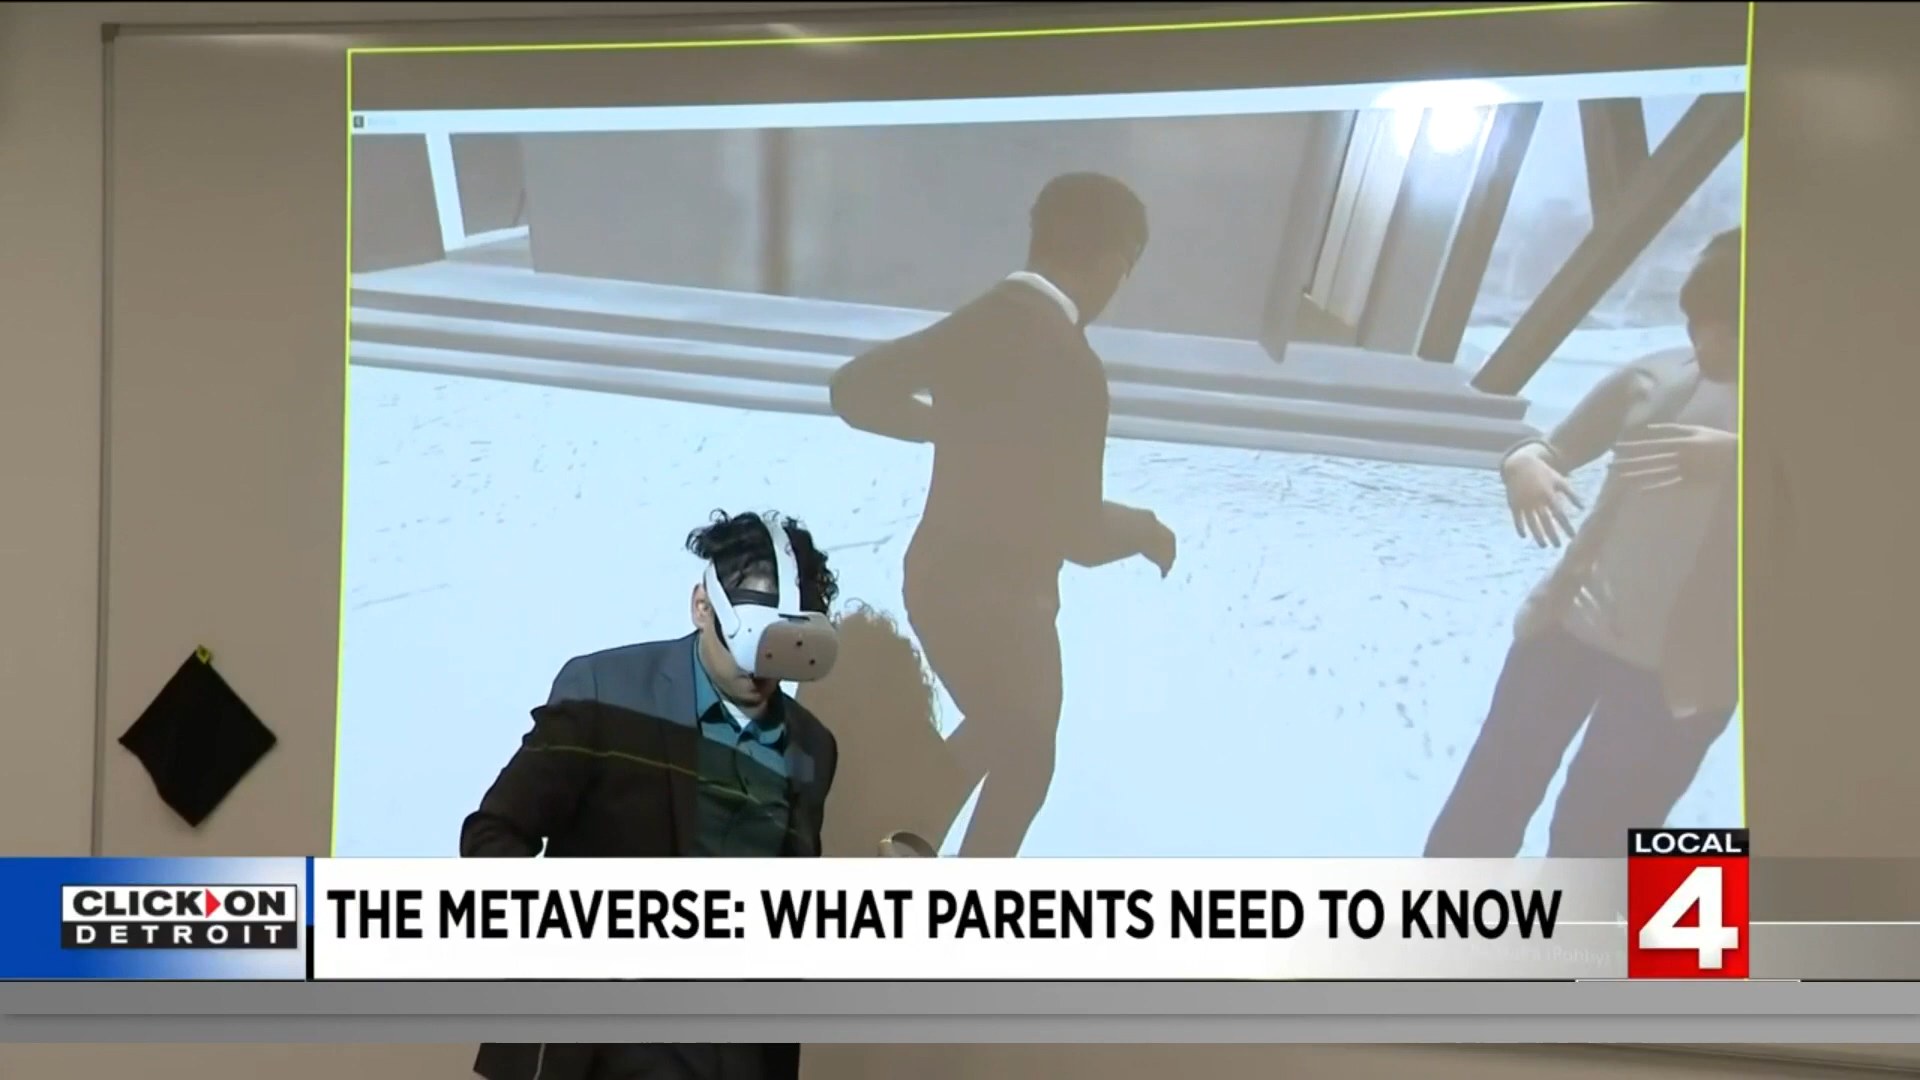 LOCAL
4
CLICK ON
DETROIT
THE METAVERSE: WHAT PARENTS NEED TO KNOW